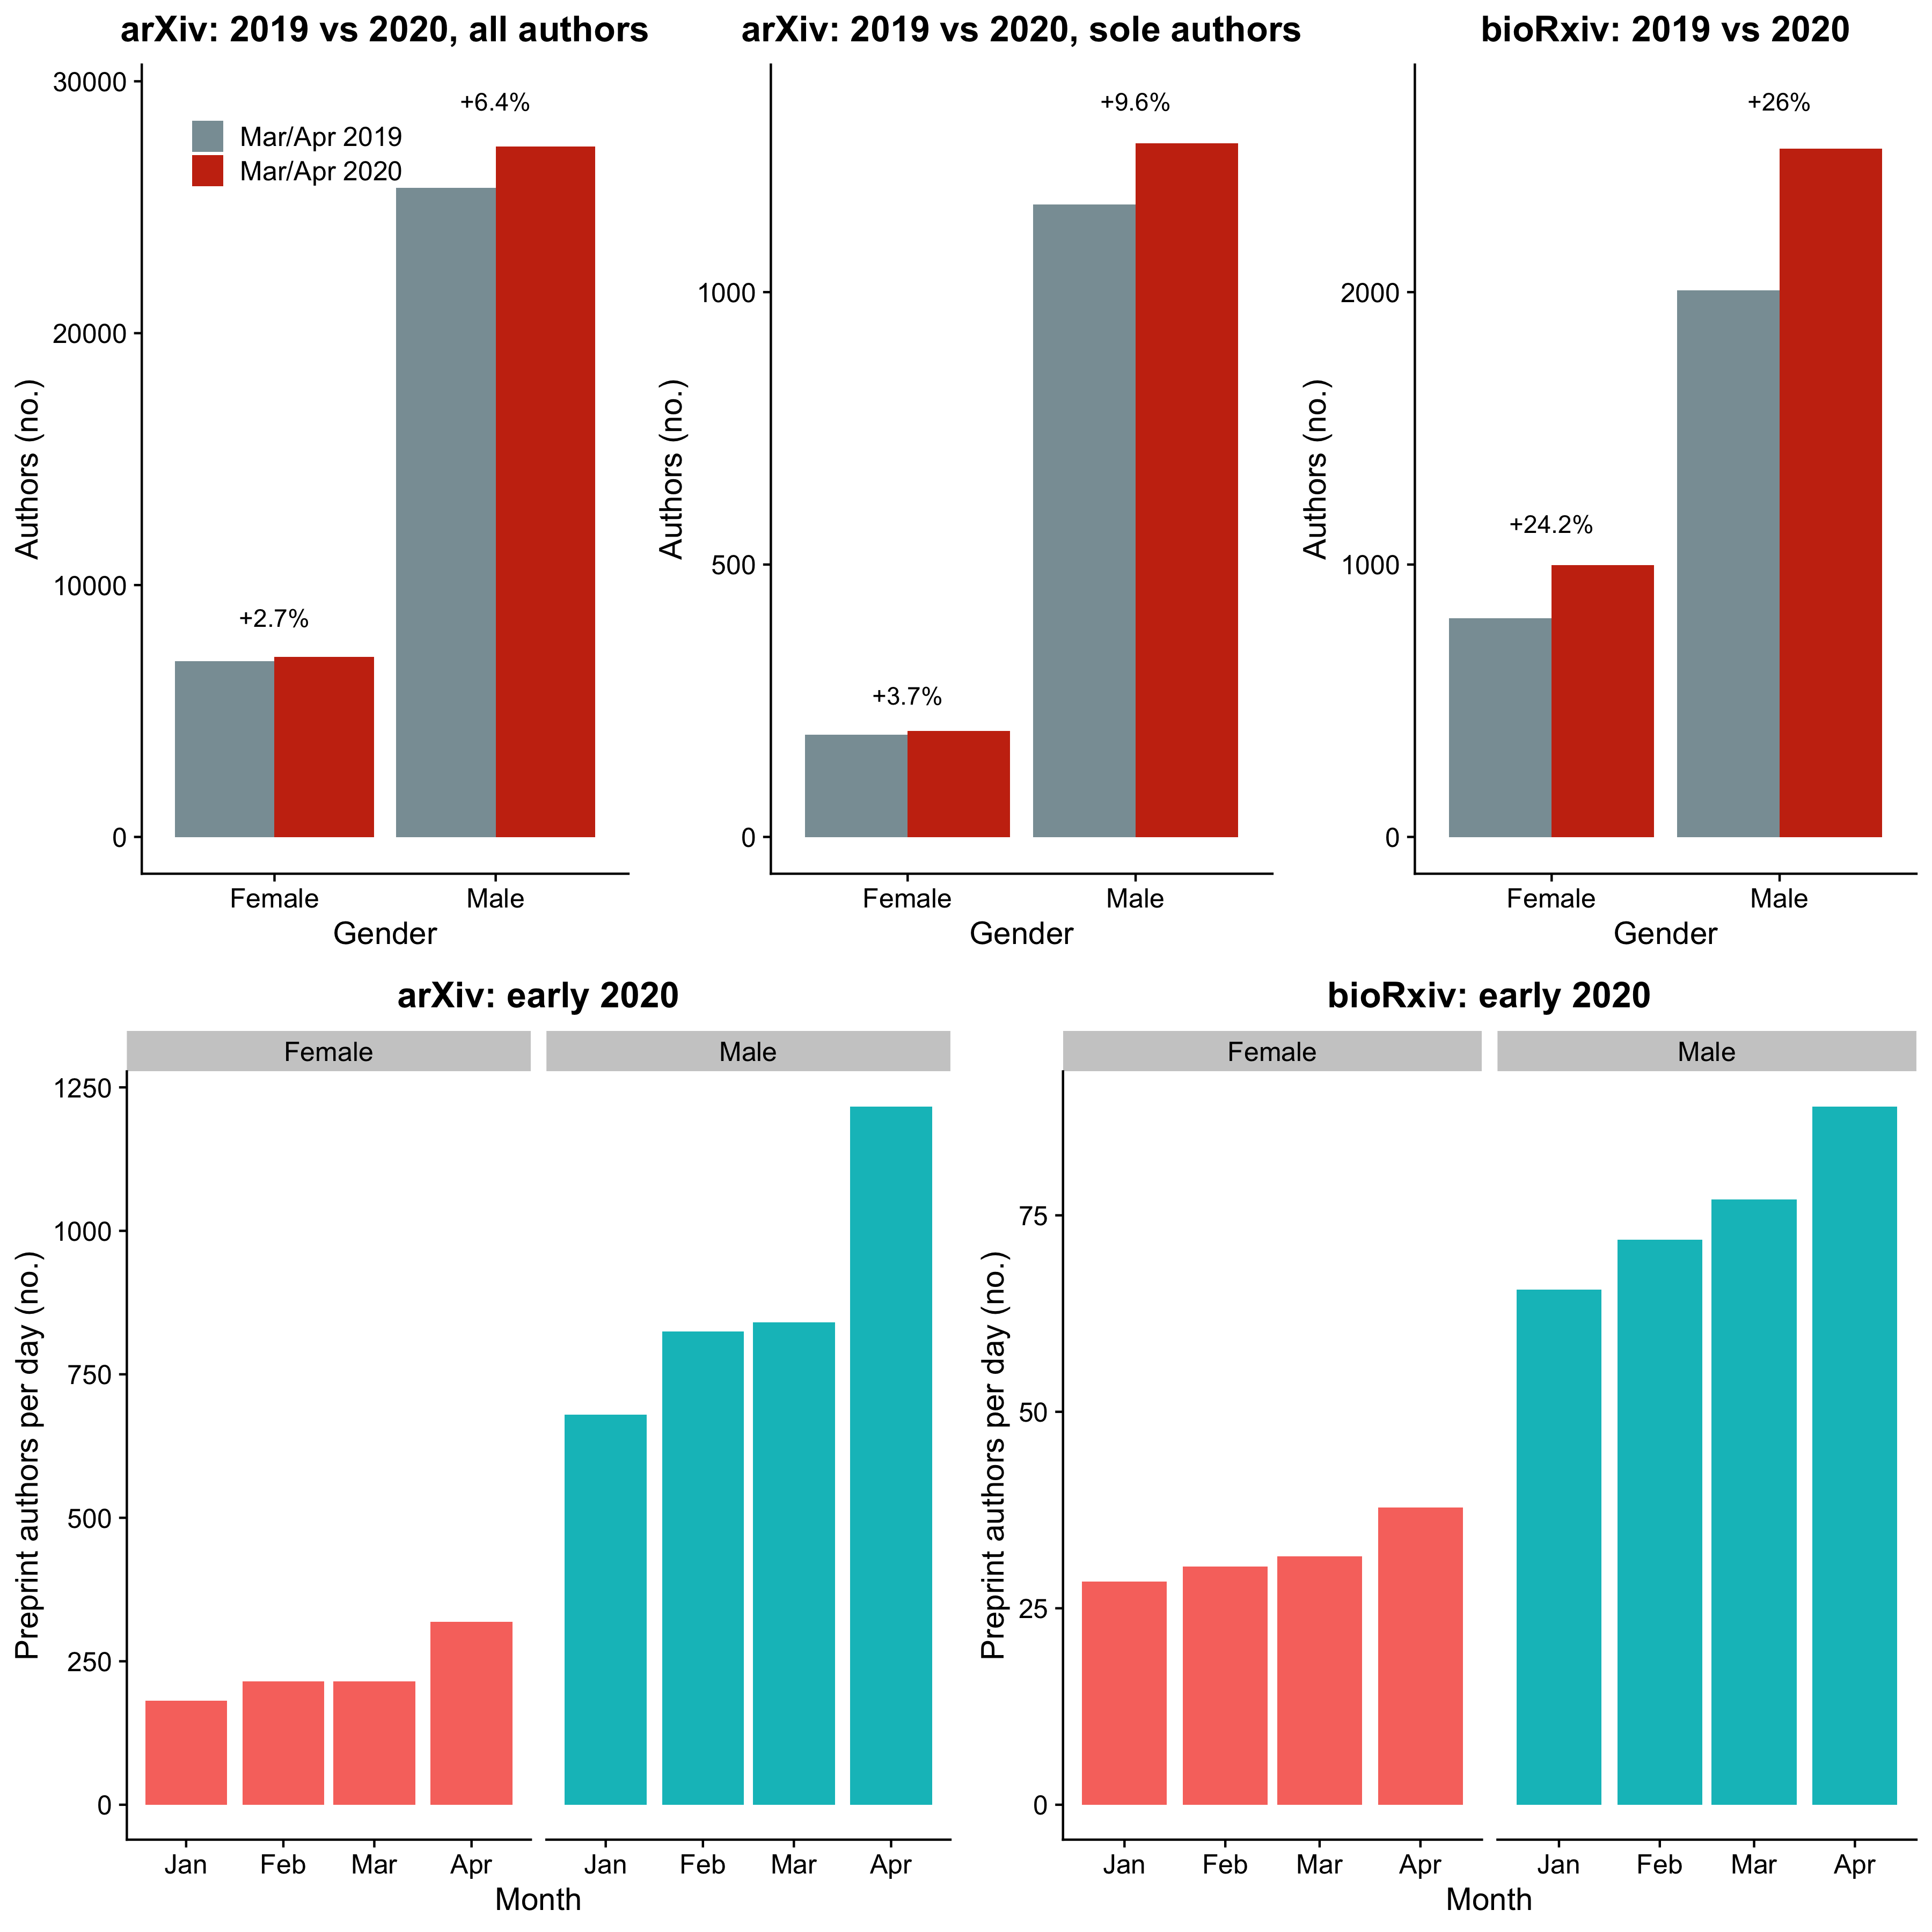 arXiv: 2019 vs 2020, all authors
30000
20000
10000
0
Authors (no.)
Mar/Apr 2019
Mar/Apr 2020
+2.7%
+6.4%
Female
Male
Gender
arXiv: 2019 vs 2020, sole authors
1000
500
0
Authors (no.)
+3.7%
+9.6%
Female
Male
Gender
bioRxiv: 2019 vs 2020
2000
1000
0
Authors (no.)
+24.2%
+26%
Female
Male
Gender
arXiv: early 2020
Female
Male
1250
1000
750
500
250
0
Preprint authors per day (no.)
Jan Feb Mar Apr
Jan Feb Mar Apr
Month
bioRxiv: early 2020
Female
Male
75
50
25
0
Preprint authors per day (no.)
Jan Feb Mar Apr
Jan Feb Mar Apr
Month